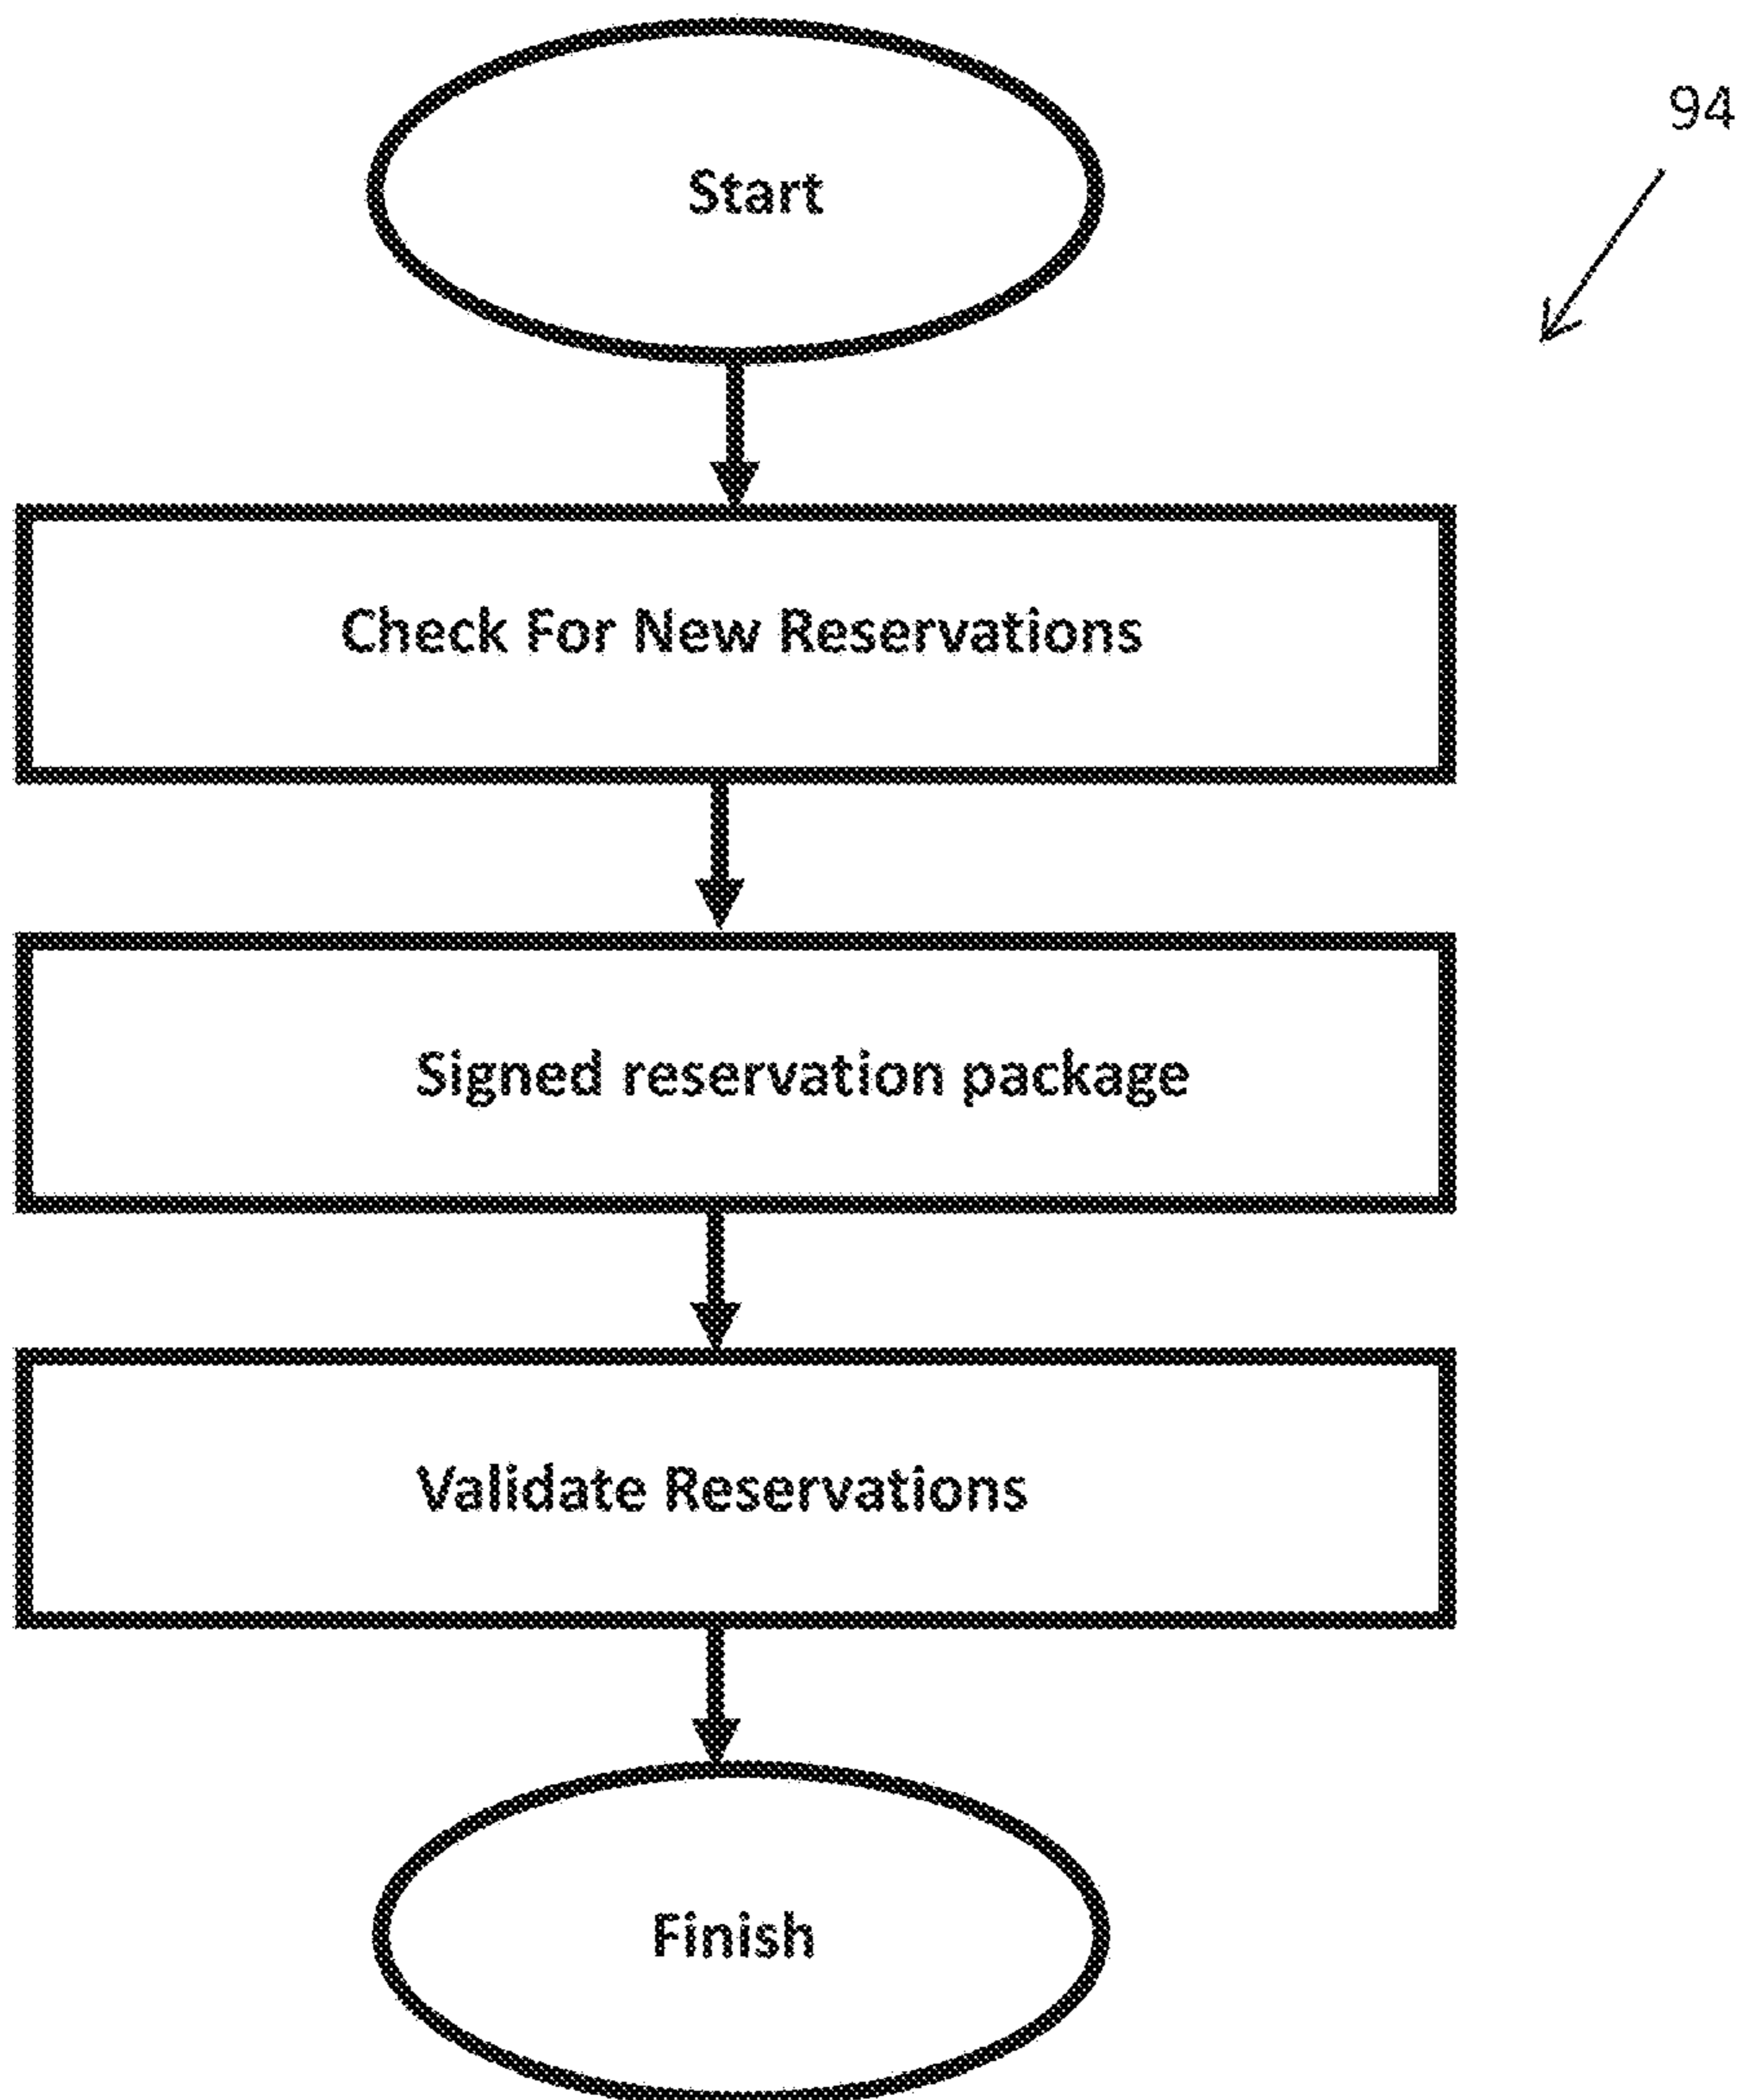 Start
94
Check For New Reservations
Signed reservation package
Validate Reservations
Finish